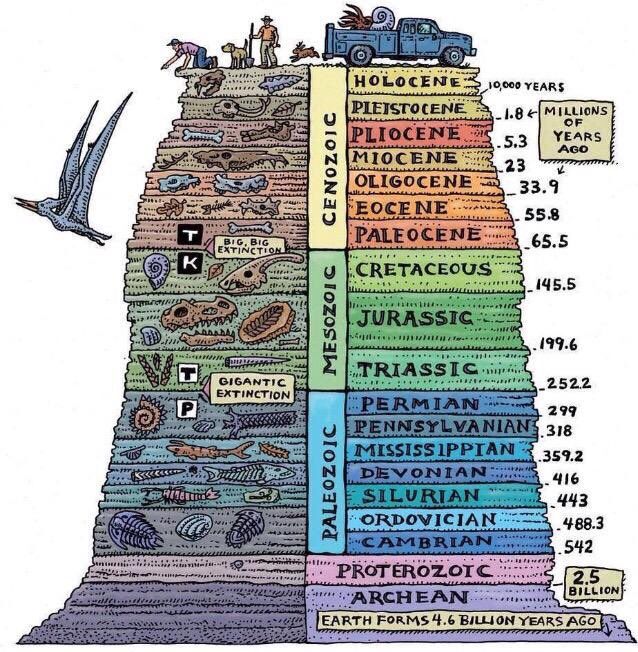 HOLOCENE
10,000 YEARS
PLEISTOCENE
1.8
MILLIONS
OF
YEARS
AGO
PLIOCENE
5.3
MIOCENE
23
OLIGOCENE
33.9
EOCENE
55.8
PALEOCENE
65.5
CENOZOIC
T
BIG, BIG
EXTINCTION
K
CRETACEOUS
145.5
JURASSIC
199.6
TRIASSIC
252.2
MESOZOIC
T
GIGANTIC
EXTINCTION
P
PERMIAN
299
PENNSYLVANIAN
318
MISSISSIPPIAN
359.2
DEVONIAN
416
SILURIAN
443
ORDOVICIAN
488.3
CAMBRIAN
542
PALEOZOIC
PROTEROZOIC
2.5
BILLION
ARCHEAN
EARTH FORMS 4.6 BILLION YEARS AGO